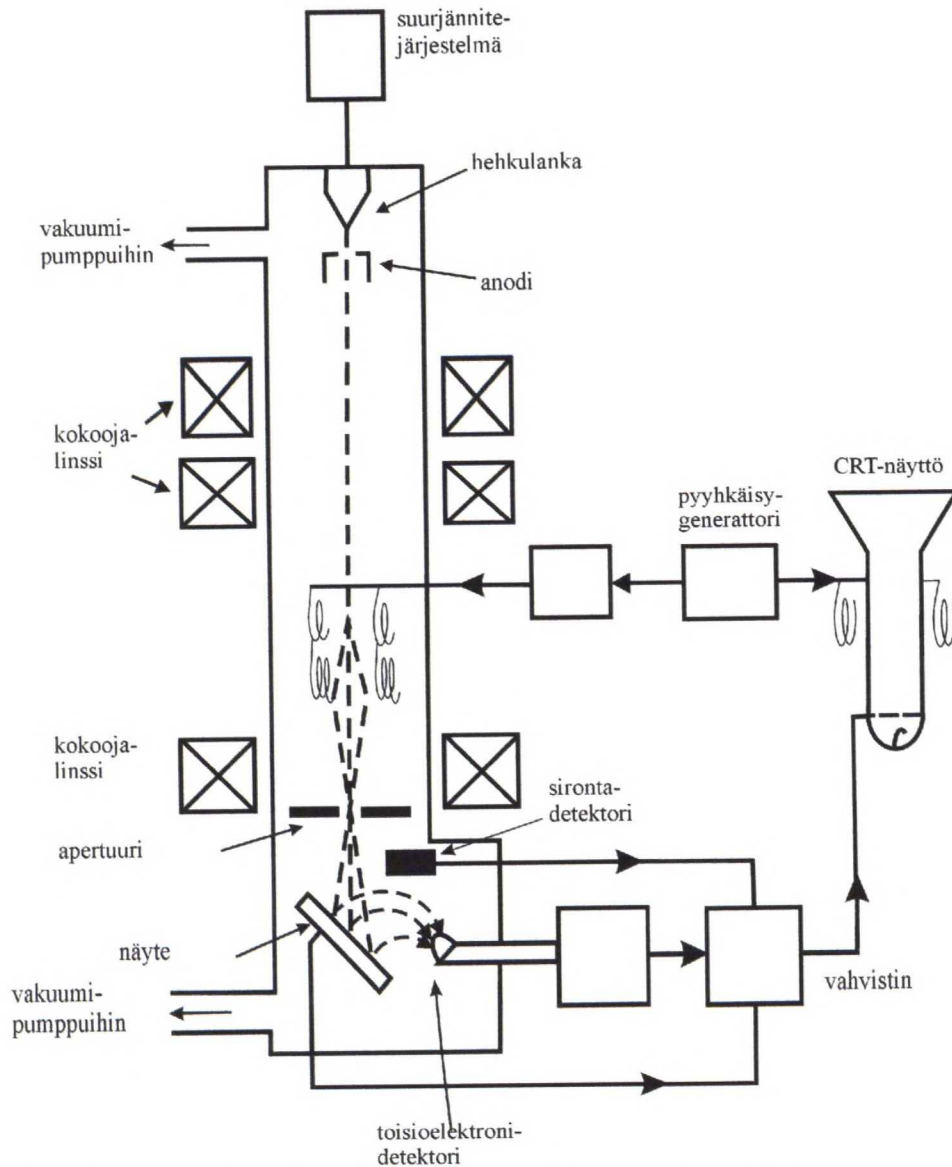 suurjännite-
järjestelmä
hehkulanka
vakuumi-
pumppuihin
anodi
kokooja-
linssi
CRT-näyttö
pyyhkäisy-
generattori
kokooja-
linssi
sironta-
detektori
apertuuri
näyte
vahvistin
vakuumi-
pumppuihin
toisioelektroni-
detektori